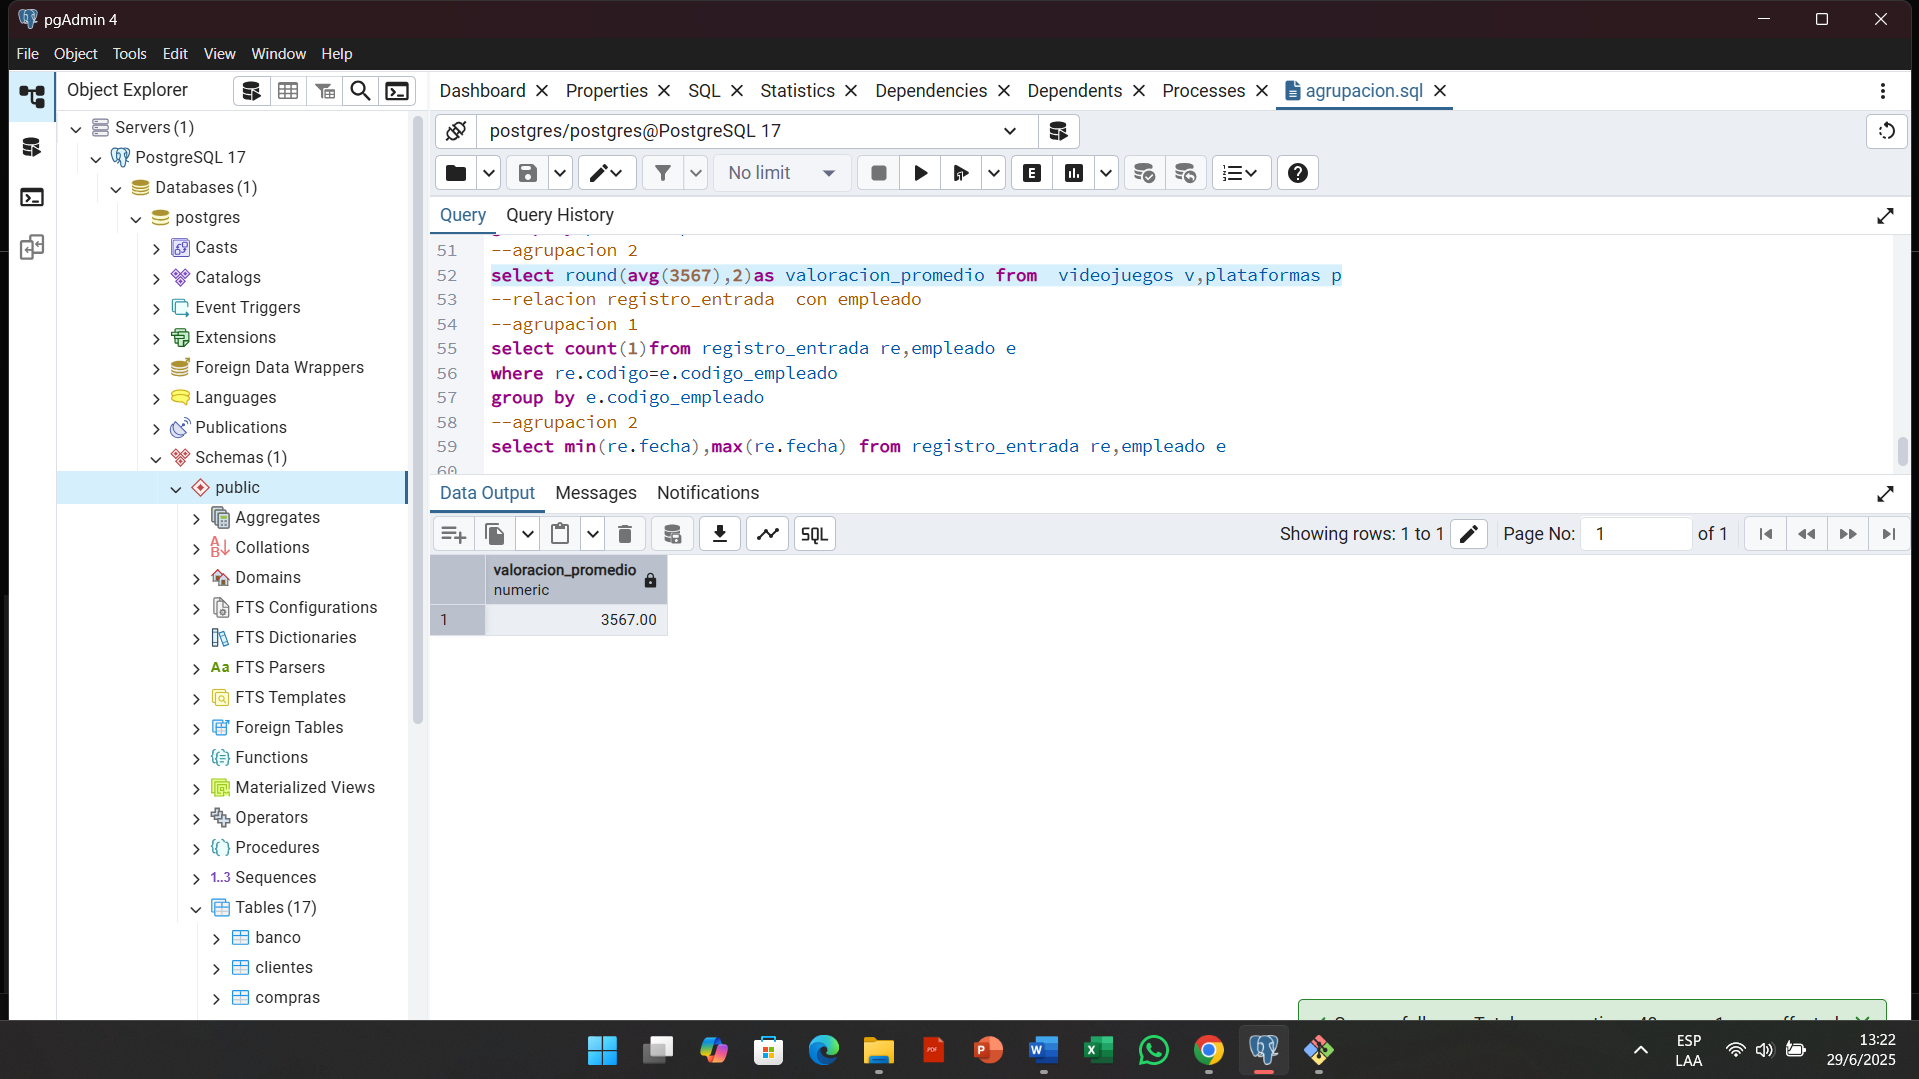 pgAdmin 4
File Object Tools Edit View Window Help
Object Explorer
Servers (1)
PostgreSQL 17
Databases (1)
postgres
Casts
Catalogs
Event Triggers
Extensions
Foreign Data Wrappers
Languages
Publications
Schemas (1)
public
Aggregates
Collations
Domains
FTS Configurations
FTS Dictionaries
FTS Parsers
FTS Templates
Foreign Tables
Functions
Materialized Views
Operators
Procedures
1..3 Sequences
Tables (17)
banco
clientes
compras
Dashboard Properties SQL Statistics Dependencies Dependents Processes agrupacion.sql
postgres/postgres@PostgreSQL 17
No limit
Query Query History
51 --agrupacion 2
52 select round(avg(3567),2)as valoracion_promedio from  videojuegos v,plataformas p
53 --relacion registro_entrada  con empleado
54 --agrupacion 1
55 select count(1)from registro_entrada re,empleado e
56 where re.codigo=e.codigo_empleado
57 group by e.codigo_empleado
58 --agrupacion 2
59 select min(re.fecha),max(re.fecha) from registro_entrada re,empleado e
60
Data Output Messages Notifications
SQL Showing rows: 1 to 1 Page No: 1 of 1
valoracion_promedio
numeric
1 3567.00
ESP
LAA
13:22
29/6/2025